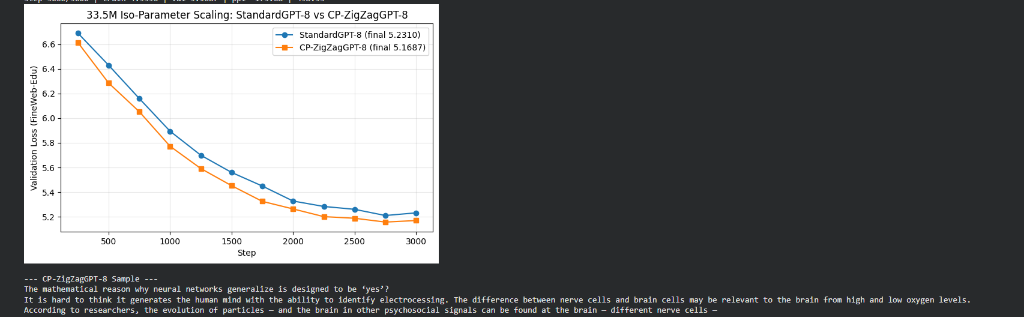 33.5M Iso-Parameter Scaling: StandardGPT-8 vs CP-ZigZagGPT-8
StandardGPT-8 (final 5.2310)
CP-ZigZagGPT-8 (final 5.1687)
Validation Loss (FineWeb-Edu)
6.6
6.4
6.2
6.0
5.8
5.6
5.4
5.2
500 1000 1500 2000 2500 3000
Step
--- CP-ZigZagGPT-8 Sample ---
The mathematical reason why neural networks generalize is designed to be ‘yes’?
It is hard to think it generates the human mind with the ability to identify electrocessing. The difference between nerve cells and brain cells may be relevant to the brain from high and low oxygen levels.
According to researchers, the evolution of particles — and the brain in other psychosocial signals can be found at the brain — different nerve cells —